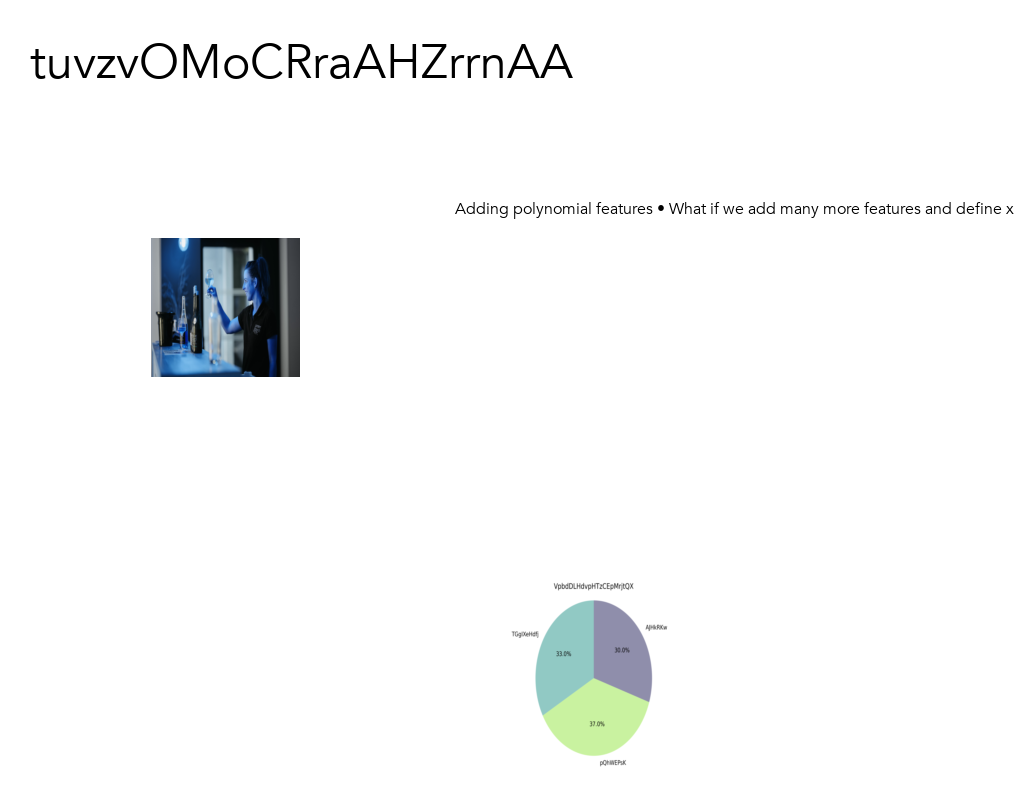 tuvzvOMoCRraAHZrrnAA
Adding polynomial features • What if we add many more features and define x
VpbdDLHdvpHTzCEpMrjtQX
AJHkRKw
30.0%
33.0%
37.0%
pQhWEPsK